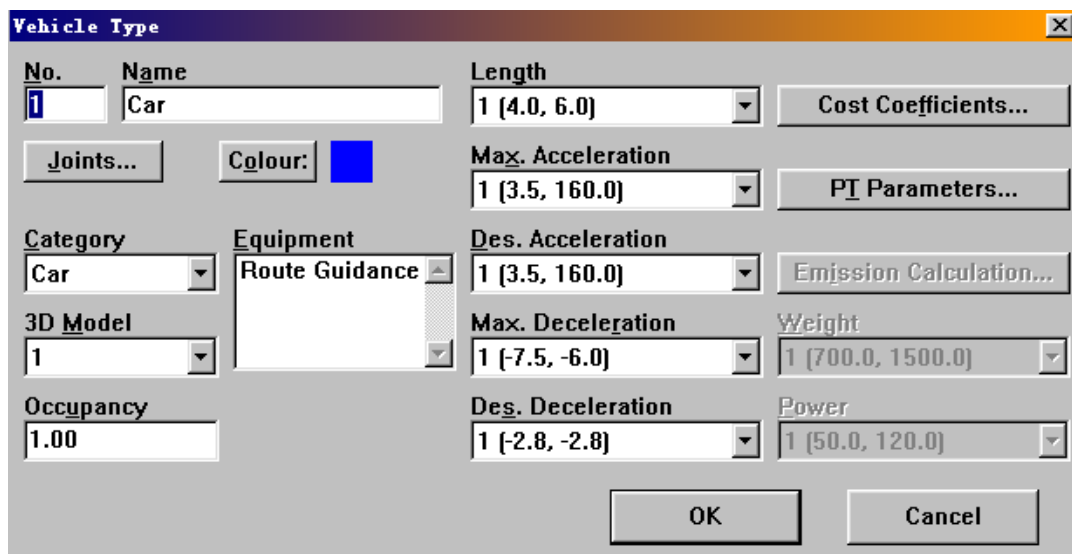 Vehicle Type
No. Name
1 Car
Joints... Colour:
Category Equipment
Car Route Guidance
3D Model
1
Occupancy
1.00
Length
1 (4.0, 6.0)
Max. Acceleration
1 (3.5, 160.0)
Des. Acceleration
1 (3.5, 160.0)
Max. Deceleration
1 (-7.5, -6.0)
Des. Deceleration
1 (-2.8, -2.8)
Cost Coefficients...
PT Parameters...
Emission Calculation...
Weight
1 (700.0, 1500.0)
Power
1 (50.0, 120.0)
OK Cancel